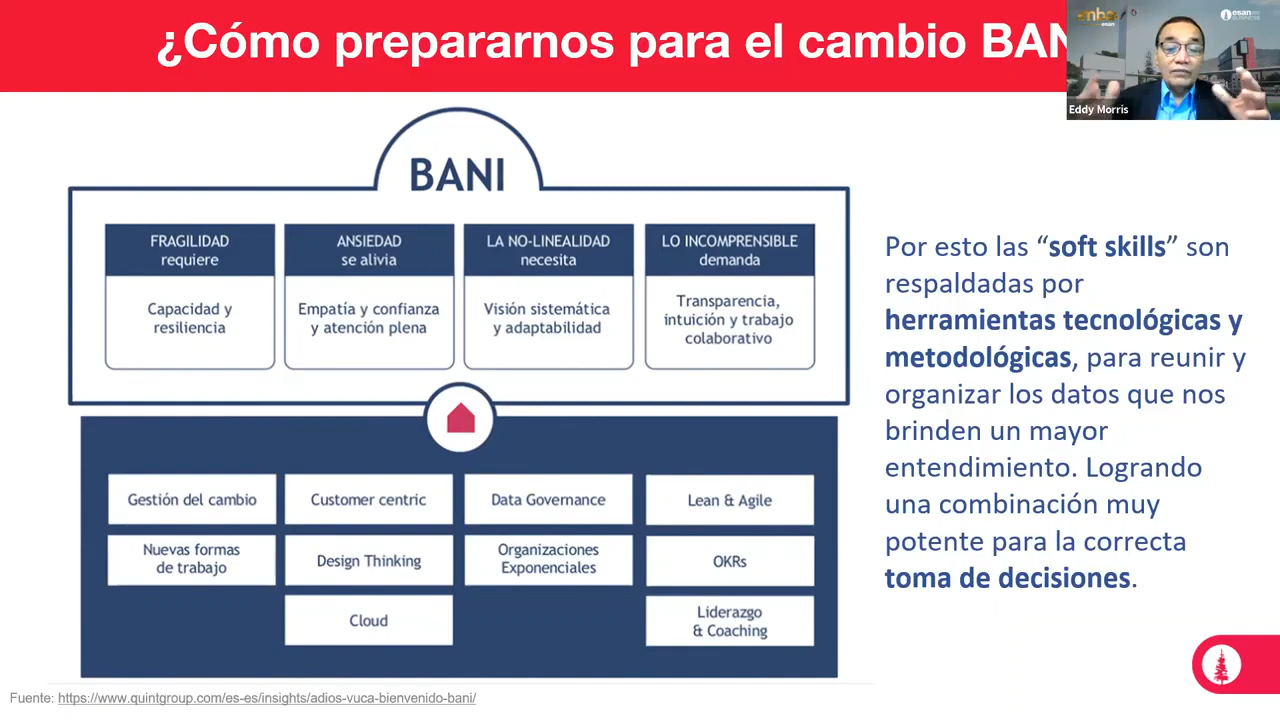 ¿Cómo prepararnos para el cambio BAN
esan
esan
BUSINESS
Eddy Morris
BANI
FRAGILIDAD
requiere
Capacidad y
resiliencia
ANSIEDAD
se alivia
Empatía y confianza
y atención plena
LA NO-LINEALIDAD
necesita
Visión sistemática
y adaptabilidad
LO INCOMPRENSIBLE
demanda
Transparencia,
intuición y trabajo
colaborativo
Gestión del cambio
Nuevas formas
de trabajo
Customer centric
Design Thinking
Cloud
Data Governance
Organizaciones
Exponenciales
Lean & Agile
OKRs
Liderazgo
& Coaching
Por esto las “soft skills” son
respaldadas por
herramientas tecnológicas y
metodológicas, para reunir y
organizar los datos que nos
brinden un mayor
entendimiento. Logrando
una combinación muy
potente para la correcta
toma de decisiones.
Fuente: https://www.quintgroup.com/es-es/insights/adios-vuca-bienvenido-bani/